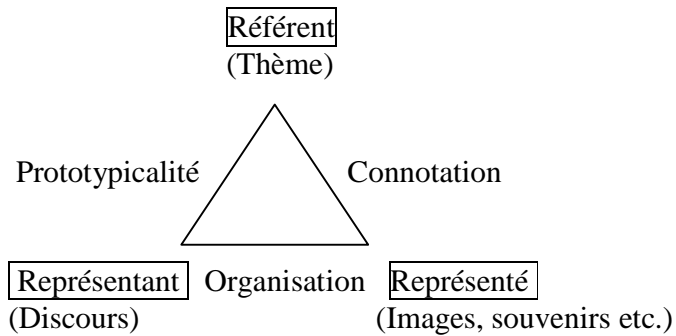 Référent
(Thème)
Prototypicalité Connotation
Représentant Organisation Représenté
(Discours) (Images, souvenirs etc.)